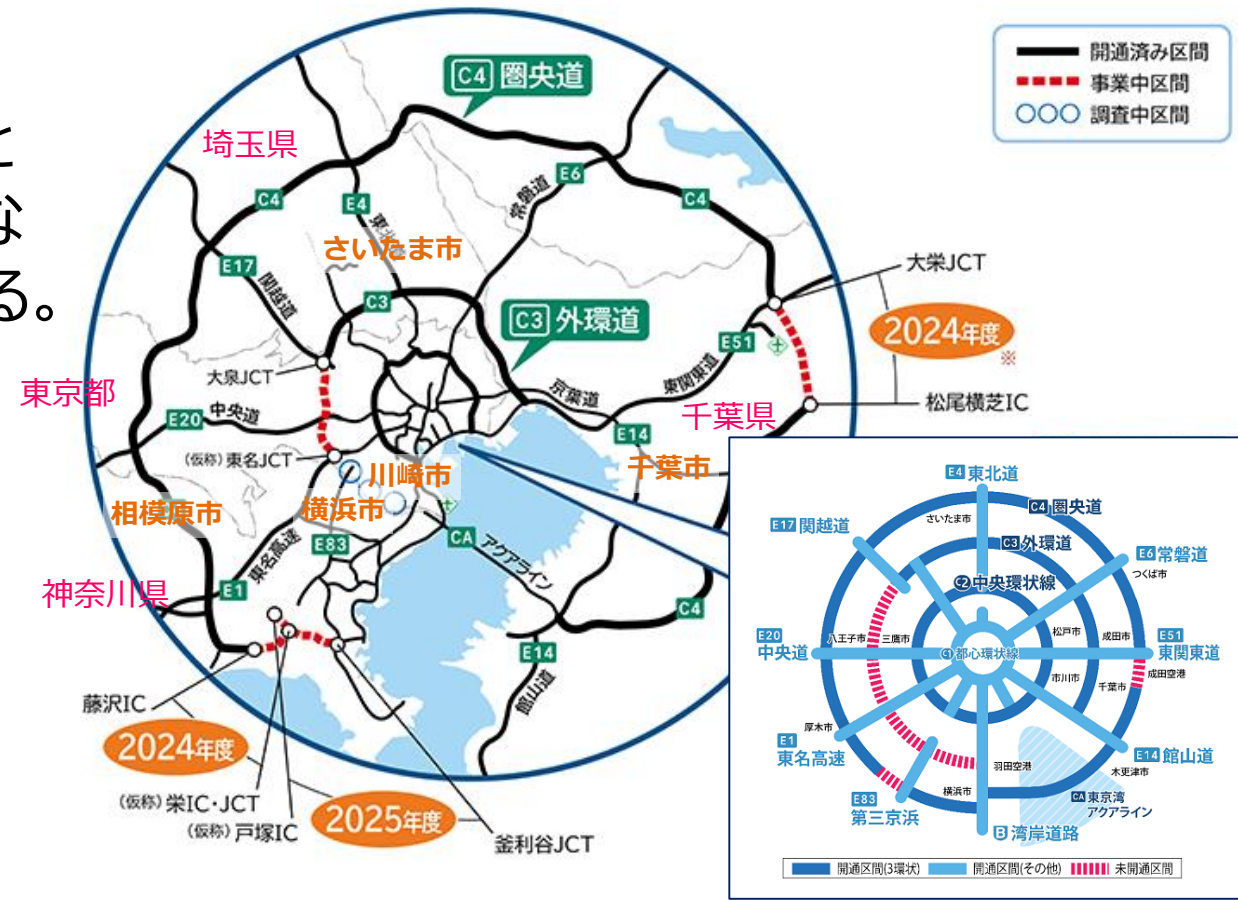 と
な
る。
開通済み区間
事業中区間
調査中区間
C4 圏央道
埼玉県
C4
E4
東北
常磐道
E6
C4
さいたま市
E17
関越道
C3
C3 外環道
大栄JCT
2024年度
※
E51
東関東道
大泉JCT
京葉道
東京都
千葉県
松尾横芝IC
E20
中央道
E14
(仮称)東名JCT
川崎市
千葉市
相模原市
横浜市
E83
東名高速
CA
アクアライン
神奈川県
E1
C4
E14
館山道
藤沢IC
2024年度
(仮称)栄IC・JCT
2025年度
(仮称)戸塚IC
釜利谷JCT
E4 東北道
C4 圏央道
さいたま市
E17 関越道
C3 外環道
E6 常磐道
つくば市
C2 中央環状線
E20
中央道
八王子市
三鷹市
C1 都心環状線
松戸市
成田市
E51
東関東道
成田空港
市川市
千葉市
厚木市
E1
東名高速
羽田空港
E14 館山道
木更津市
横浜市
E83
第三京浜
CA 東京湾
アクアライン
B 湾岸道路
開通区間(3環状)
開通区間(その他)
未開通区間